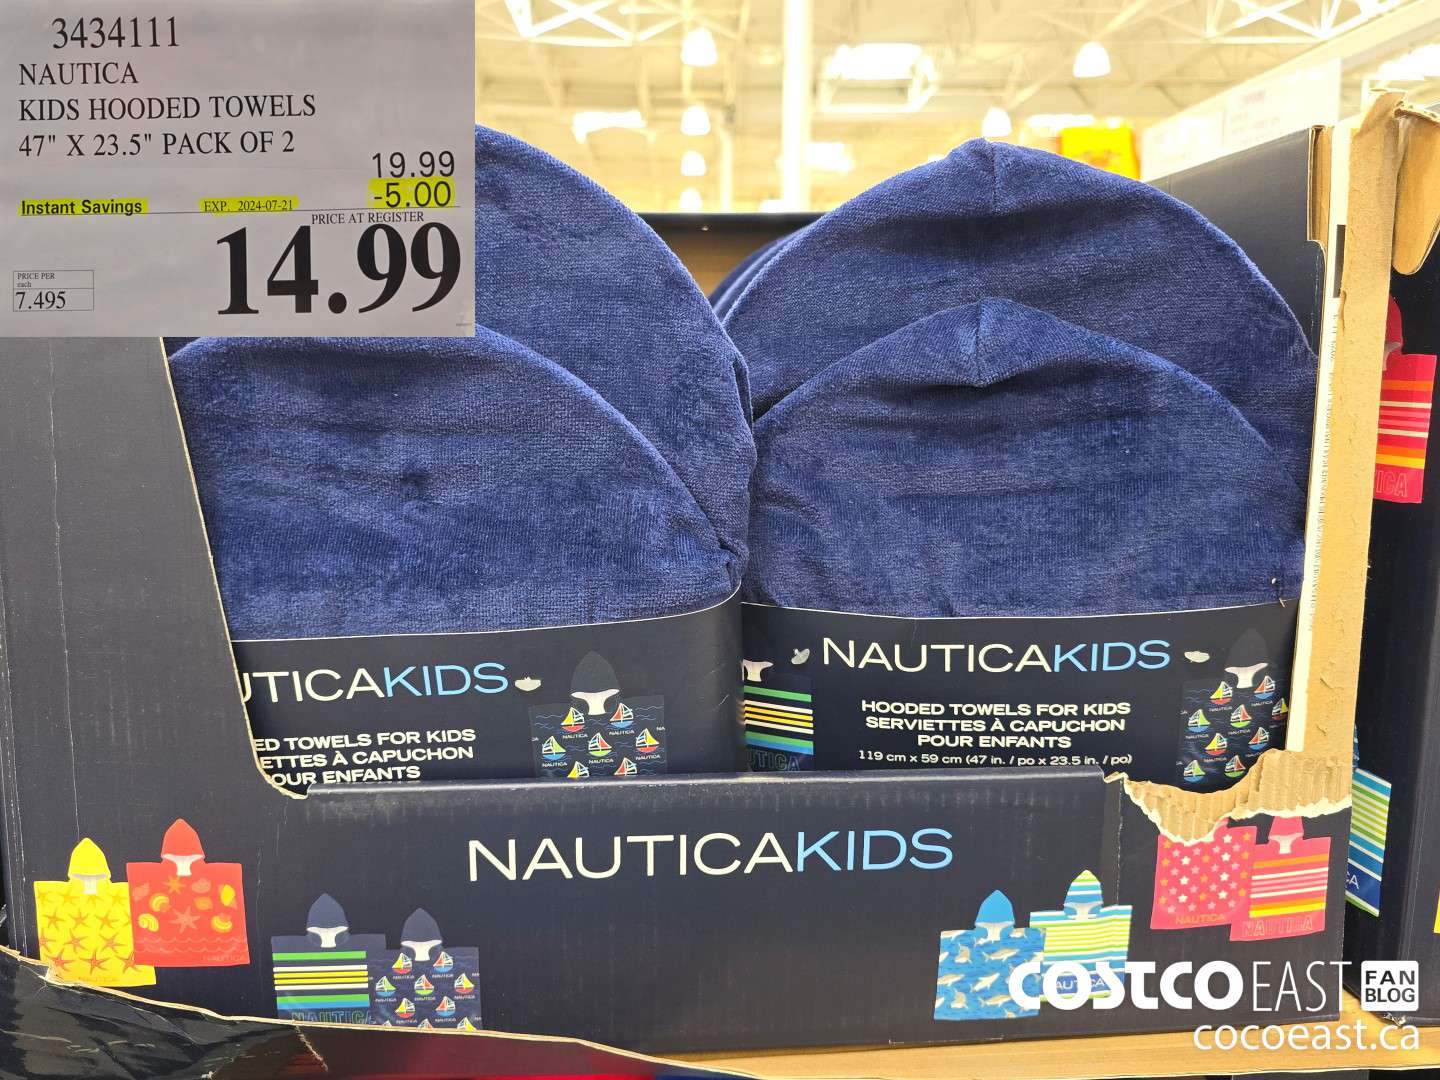 3434111
NAUTICA
KIDS HOODED TOWELS
47" X 23.5" PACK OF 2
19.99
Instant Savings EXP. 2024-07-21 -5.00
PRICE AT REGISTER
14.99
PRICE PER
each
7.495
UTICAKIDS
ED TOWELS FOR KIDS
ETTES À CAPUCHON
OUR ENFANTS
NAUTICAKIDS
HOODED TOWELS FOR KIDS
SERVIETTES À CAPUCHON
POUR ENFANTS
119 cm x 59 cm (47 in. / po x 23.5 in. / po)
NAUTICAKIDS
NAUTICA
NAUTICA
COSTCO EAST FAN BLOG
cocoeast.ca